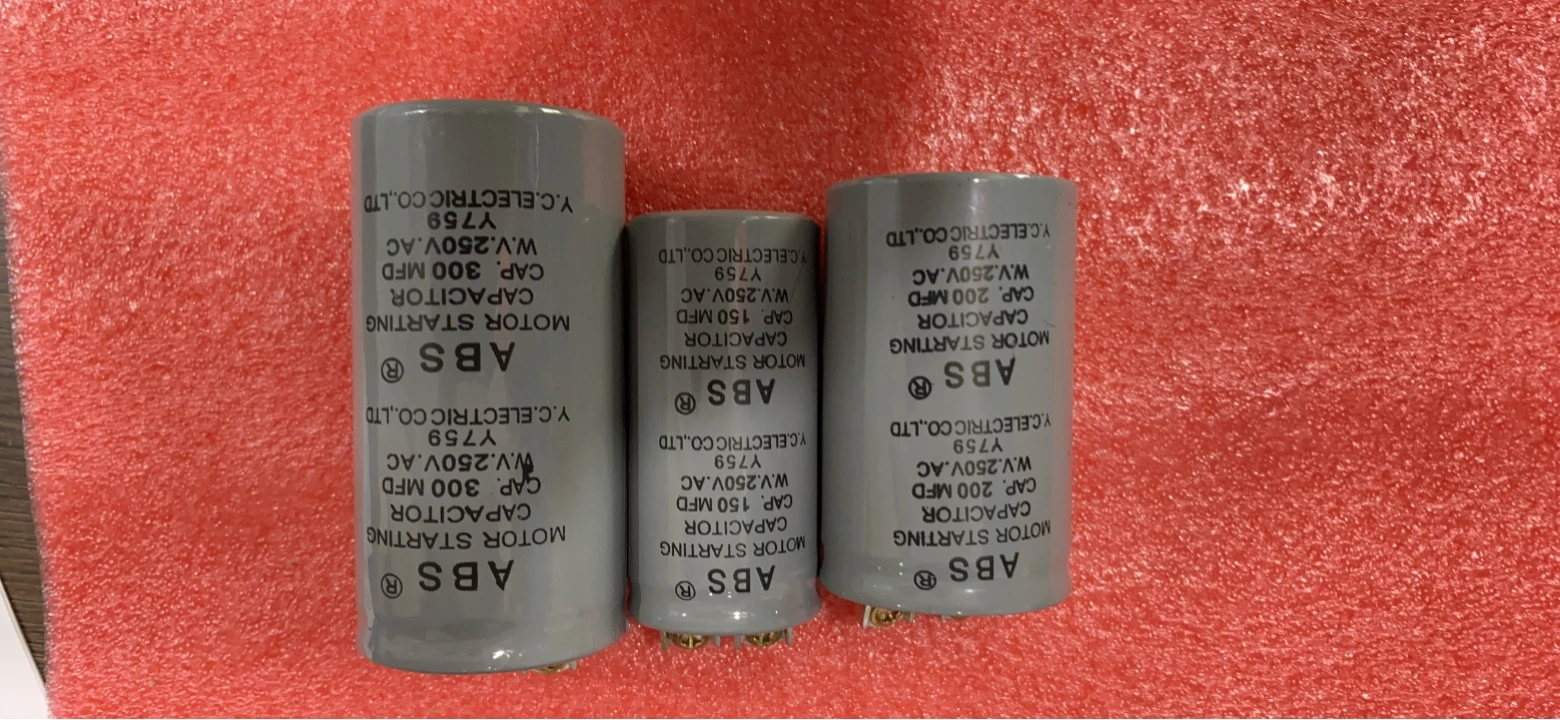 ABS ®
MOTOR STARTING
CAPACITOR
CAP. 300 MFD
W.V.250V.AC
Y759
Y.C.ELECTRIC CO.,LTD
ABS ®
MOTOR STARTING
CAPACITOR
CAP. 300 MFD
W.V.250V.AC
Y759
Y.C.ELECTRIC CO.,LTD
ABS ®
MOTOR STARTING
CAPACITOR
CAP. 150 MFD
W.V.250V.AC
Y759
Y.C.ELECTRIC CO.,LTD
ABS ®
MOTOR STARTING
CAPACITOR
CAP. 150 MFD
W.V.250V.AC
Y759
Y.C.ELECTRIC CO.,LTD
ABS ®
MOTOR STARTING
CAPACITOR
CAP. 200 MFD
W.V.250V.AC
Y759
Y.C.ELECTRIC CO.,LTD
ABS ®
MOTOR STARTING
CAPACITOR
CAP. 200 MFD
W.V.250V.AC
Y759
Y.C.ELECTRIC CO.,LTD